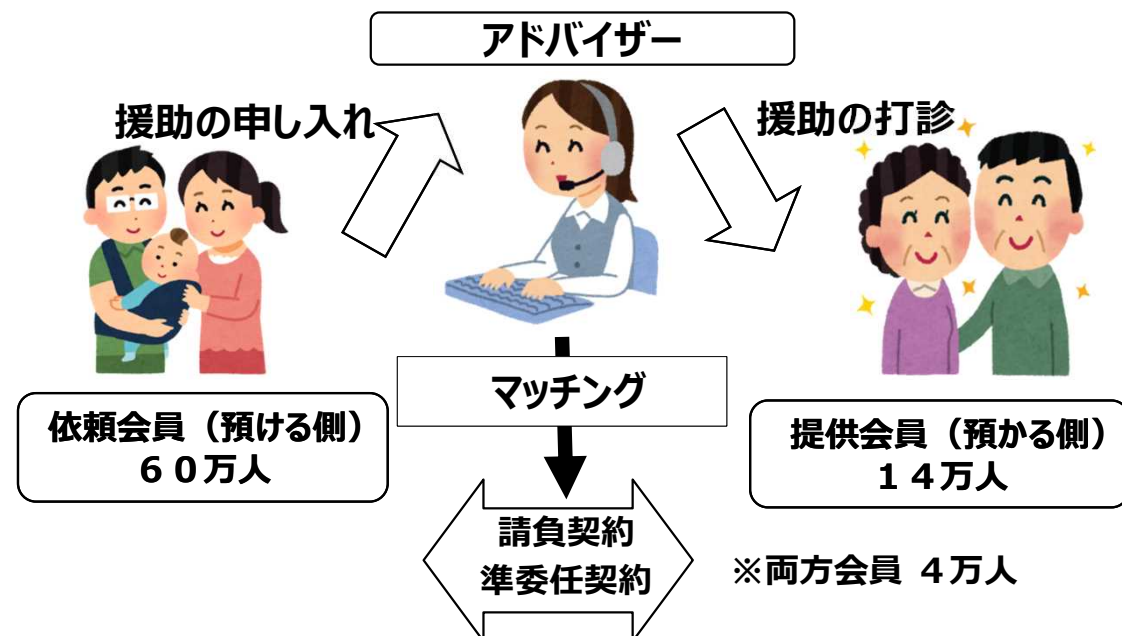 アドバイザー
援助の申し入れ
援助の打診
マッチング
依頼会員（預ける側）
６０万人
提供会員（預かる側）
１４万人
請負契約
準委任契約
※両方会員 ４万人